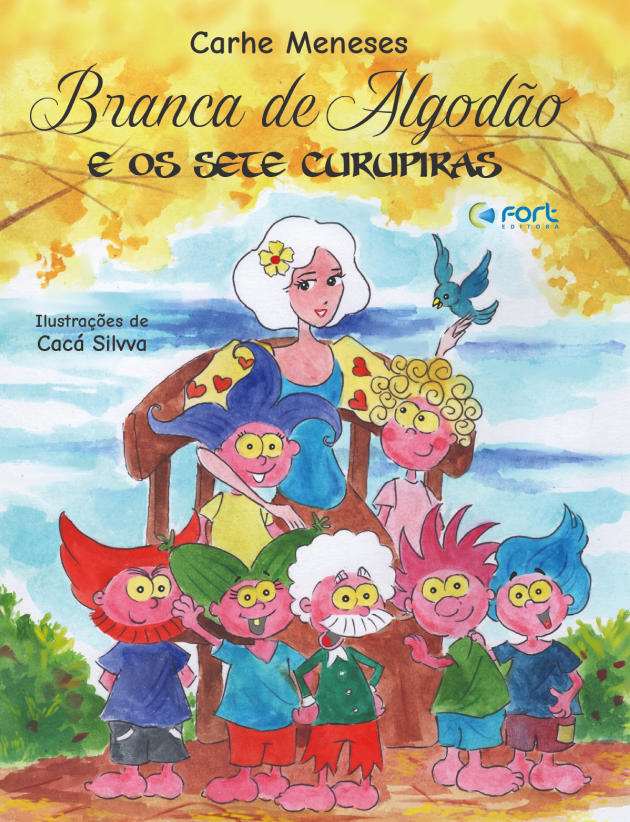 Carhe Meneses
Branca de Algodão
E OS SETE CURUPIRAS
Fort
EDITORA
Ilustrações de
Cacá Silvva